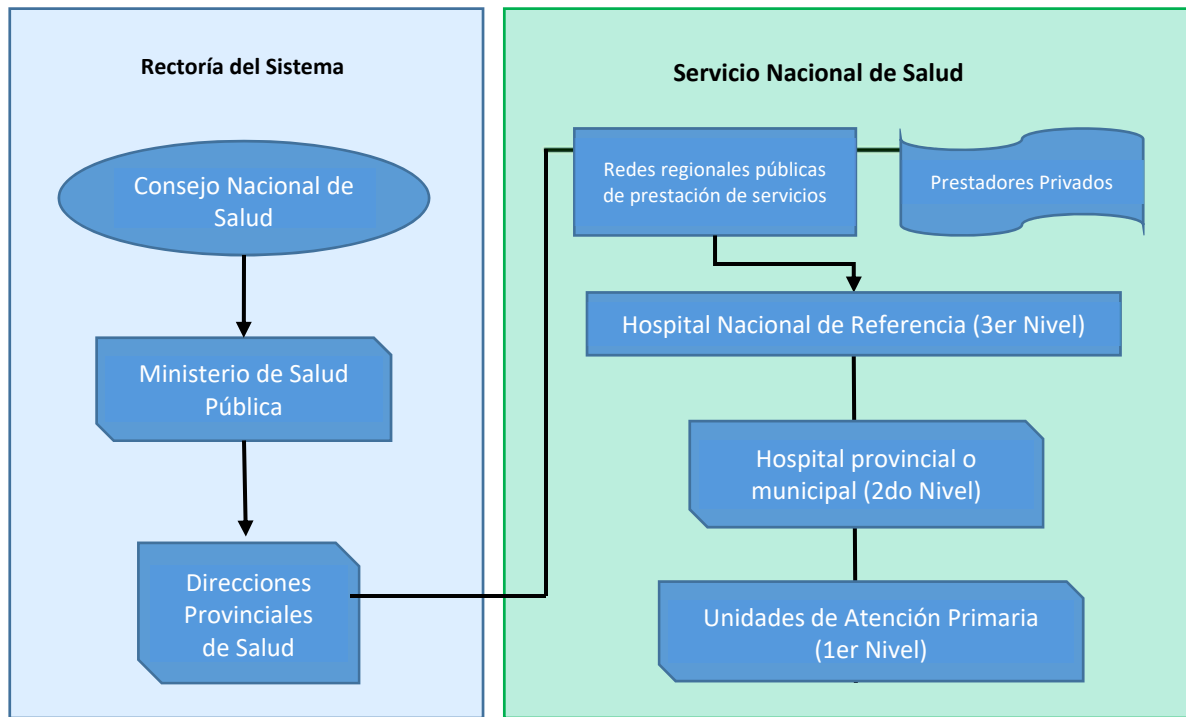 Rectoría del Sistema
Consejo Nacional de
Salud
Ministerio de Salud
Pública
Direcciones
Provinciales
de Salud
Servicio Nacional de Salud
Redes regionales públicas
de prestación de servicios
Prestadores Privados
Hospital Nacional de Referencia (3er Nivel)
Hospital provincial o
municipal (2do Nivel)
Unidades de Atención Primaria
(1er Nivel)